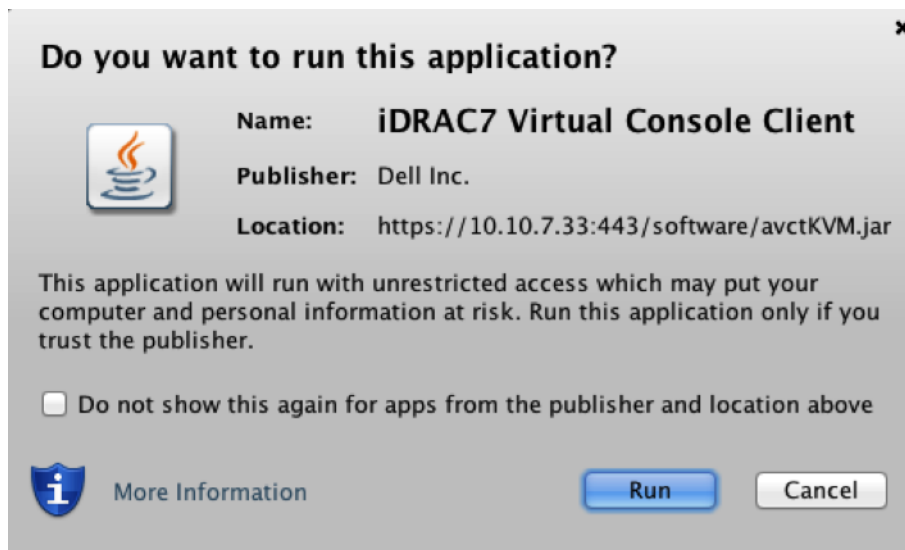 Do you want to run this application?
Name: iDRAC7 Virtual Console Client
Publisher: Dell Inc.
Location: https://10.10.7.33:443/software/avctKVM.jar
This application will run with unrestricted access which may put your
computer and personal information at risk. Run this application only if you
trust the publisher.
Do not show this again for apps from the publisher and location above
More Information
Run
Cancel